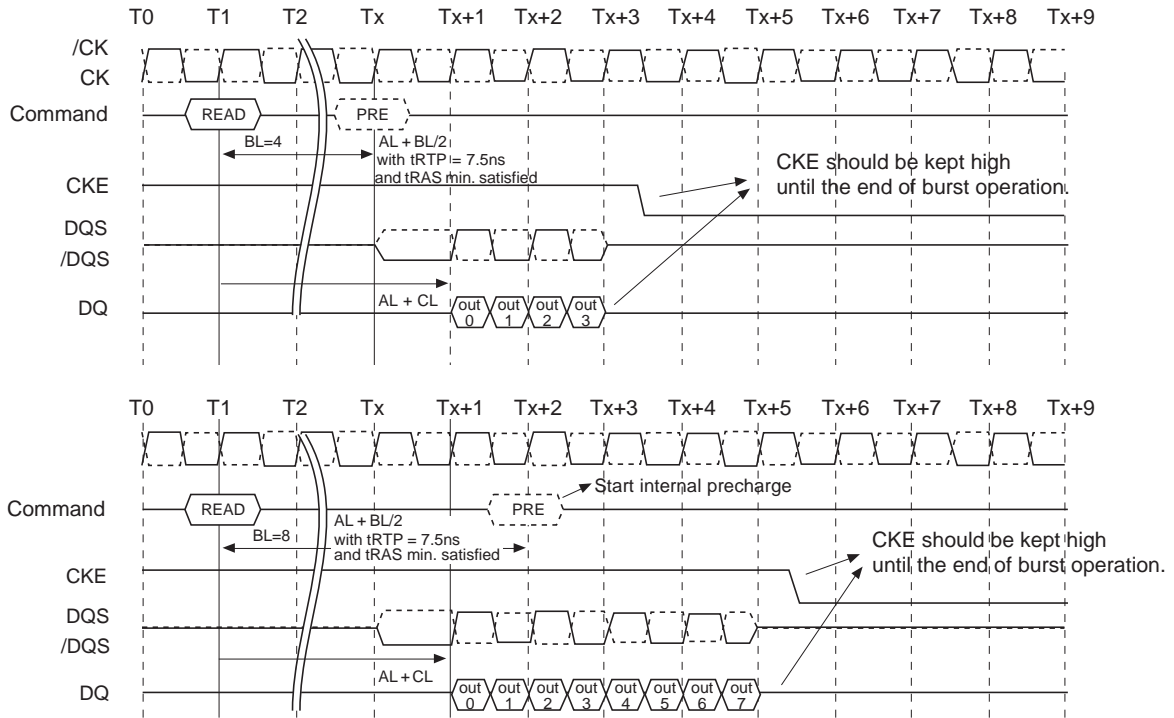 T0 T1 T2 Tx Tx+1 Tx+2 Tx+3 Tx+4 Tx+5 Tx+6 Tx+7 Tx+8 Tx+9
/CK
CK
Command READ PRE
BL=4 AL + BL/2
with tRTP = 7.5ns
and tRAS min. satisfied
CKE should be kept high
until the end of burst operation.
CKE
DQS
/DQS
AL + CL
DQ out 0 out 1 out 2 out 3
T0 T1 T2 Tx Tx+1 Tx+2 Tx+3 Tx+4 Tx+5 Tx+6 Tx+7 Tx+8 Tx+9
Start internal precharge
Command READ PRE
BL=8 AL + BL/2
with tRTP = 7.5ns
and tRAS min. satisfied
CKE should be kept high
until the end of burst operation.
CKE
DQS
/DQS
AL+CL
DQ out 0 out 1 out 2 out 3 out 4 out 5 out 6 out 7